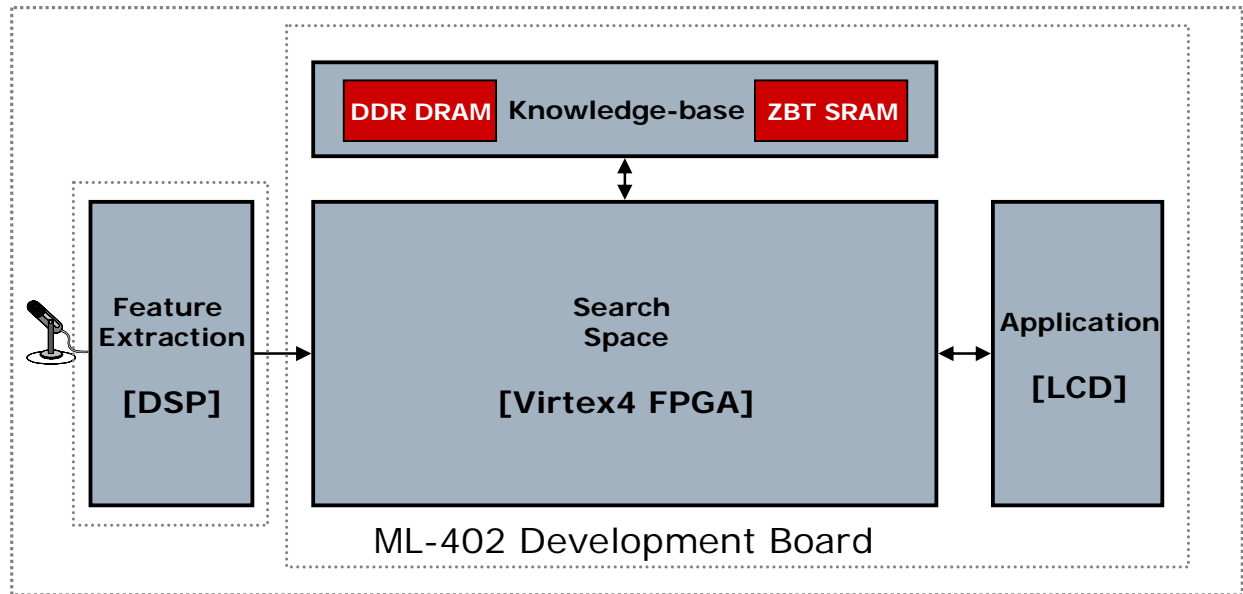 DDR DRAM Knowledge-base ZBT SRAM
Feature
Extraction
[DSP]
Search
Space
[Virtex4 FPGA]
Application
[LCD]
ML-402 Development Board